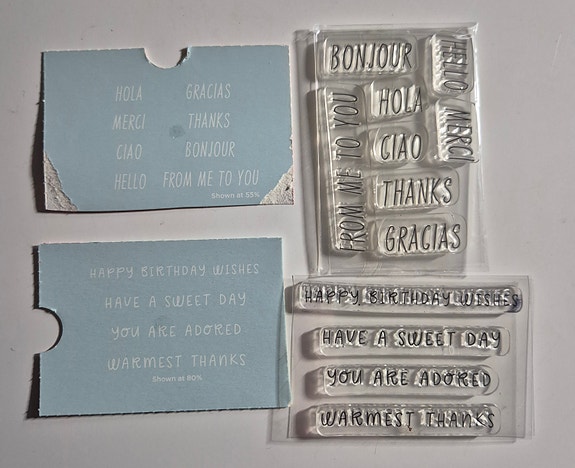 HOLA GRACIAS
MERCI THANKS
CIAO BONJOUR
HELLO FROM ME TO YOU
Shown at 55%
BONJOUR
HELLO
HOLA
MERCI
FROM ME TO YOU
CIAO
THANKS
GRACIAS
HAPPY BIRTHDAY WISHES
HAVE A SWEET DAY
YOU ARE ADORED
WARMEST THANKS
Shown at 80%
HAPPY BIRTHDAY WISHES
HAVE A SWEET DAY
YOU ARE ADORED
WARMEST THANKS